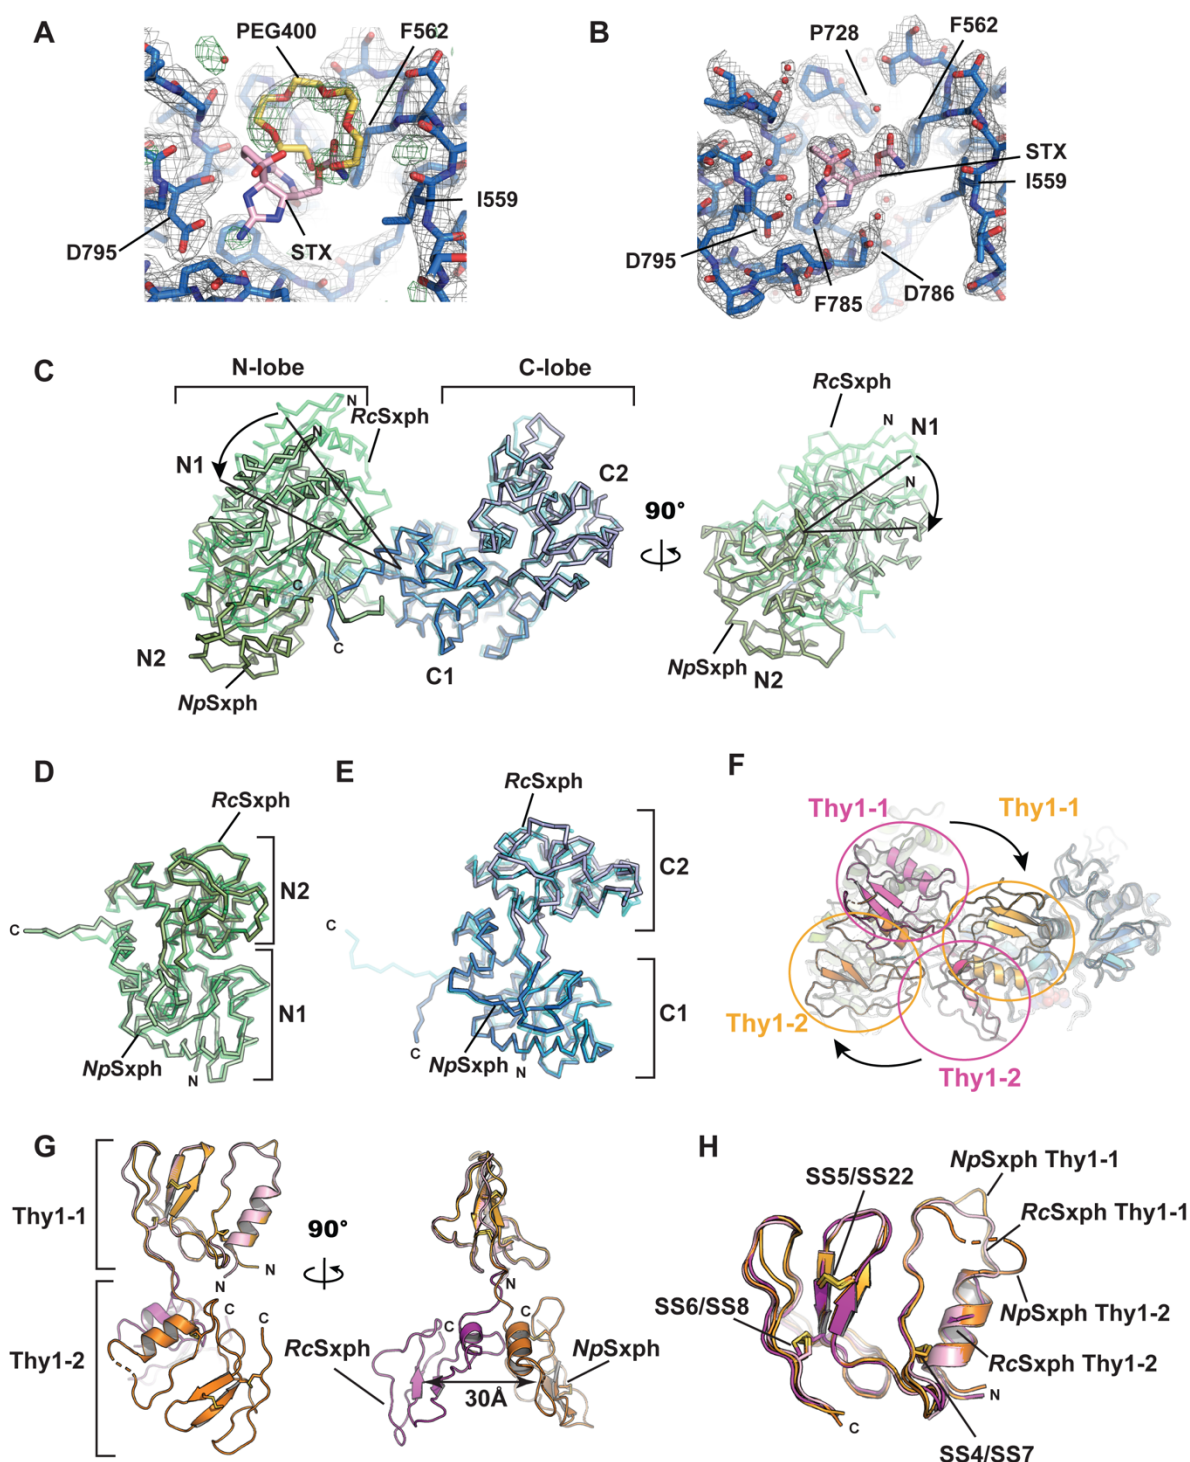 A
PEG400
F562
I559
D795
STX
B
P728
F562
STX
I559
D795
F785
D786
C
N-lobe
C-lobe
N
RcSxph
N
N1
C2
C
C
N2
C1
NpSxph
90°
RcSxph
N
N1
N
NpSxph
N2
D
RcSxph
N2
C
N1
NpSxph
N
E
RcSxph
C2
C
C1
C
NpSxph
N
F
Thy1-1
Thy1-1
Thy1-2
Thy1-2
G
Thy1-1
N
N
Thy1-2
C
C
90°
N
C
C
RcSxph
NpSxph
30Å
H
NpSxph Thy1-1
SS5/SS22
RcSxph Thy1-1
SS6/SS8
NpSxph Thy1-2
RcSxph Thy1-2
N
C
SS4/SS7